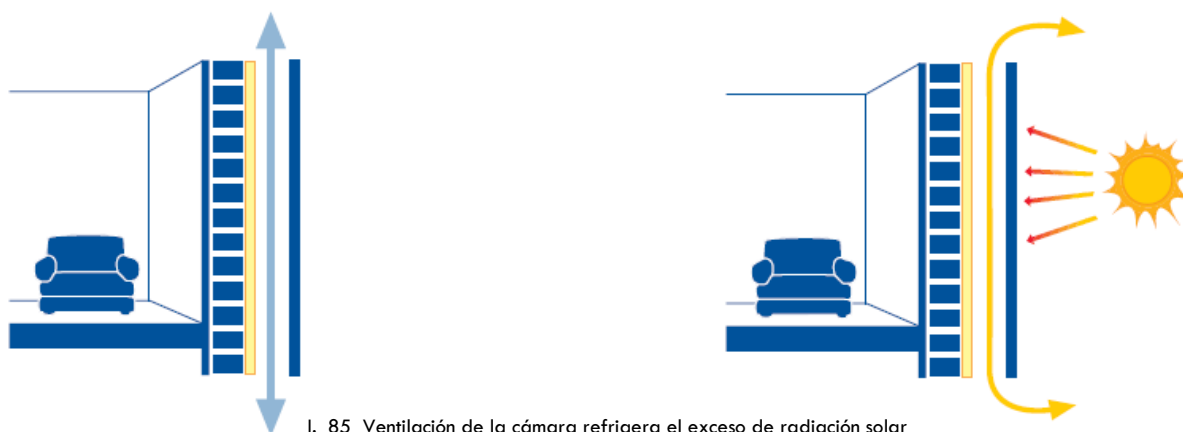 I. 85 Ventilación de la cámara refrigera el exceso de radiación solar